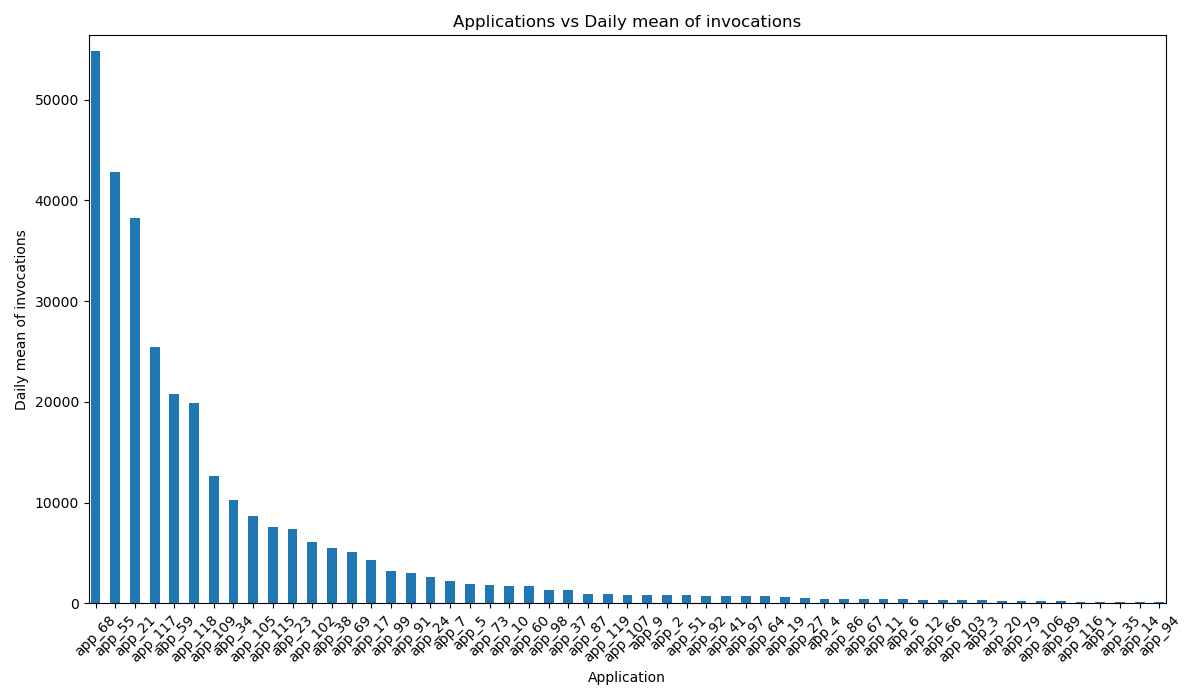 Applications vs Daily mean of invocations
50000
40000
30000
20000
10000
0
Daily mean of invocations
app_68
app_55
app_21
app_117
app_59
app_118
app_109
app_34
app_105
app_115
app_23
app_102
app_38
app_69
app_17
app_99
app_91
app_24
app_7
app_5
app_73
app_10
app_60
app_98
app_37
app_87
app_119
app_107
app_9
app_2
app_51
app_92
app_41
app_97
app_64
app_19
app_27
app_4
app_86
app_67
app_11
app_6
app_12
app_66
app_103
app_3
app_20
app_79
app_106
app_89
app_116
app_1
app_35
app_14
app_94
Application